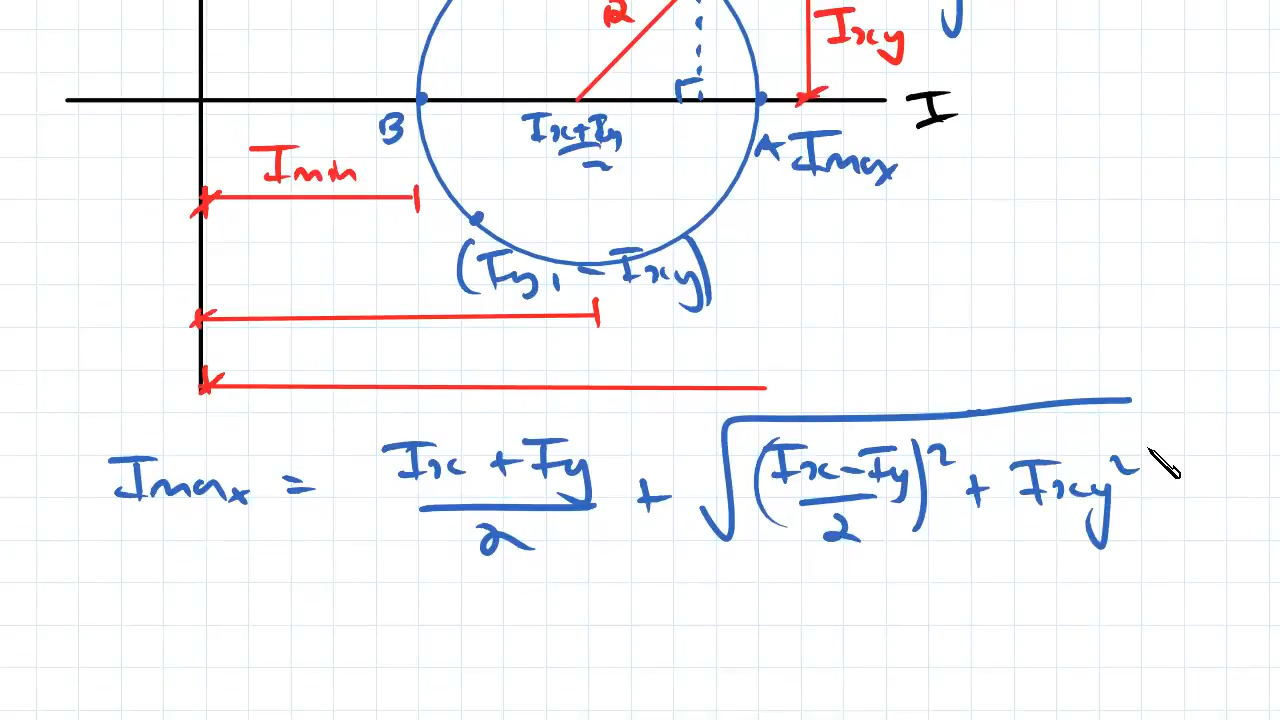 R
Ixy
I
B
Ix+Iy
2
A
Imax
Imin
(Iy, -Ixy)
Imax = Ix + Iy / 2 + √(Ix-Iy / 2)² + Ixy²